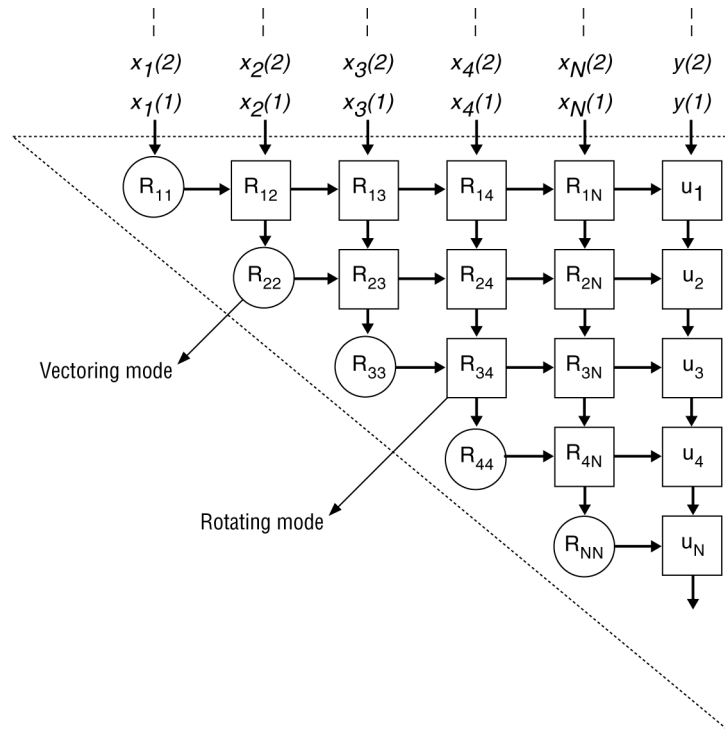 x1(2) x2(2) x3(2) x4(2) xN(2) y(2)
x1(1) x2(1) x3(1) x4(1) xN(1) y(1)
R11 R12 R13 R14 R1N u1
R22 R23 R24 R2N u2
Vectoring mode
R33 R34 R3N u3
R44 R4N u4
Rotating mode
RNN uN